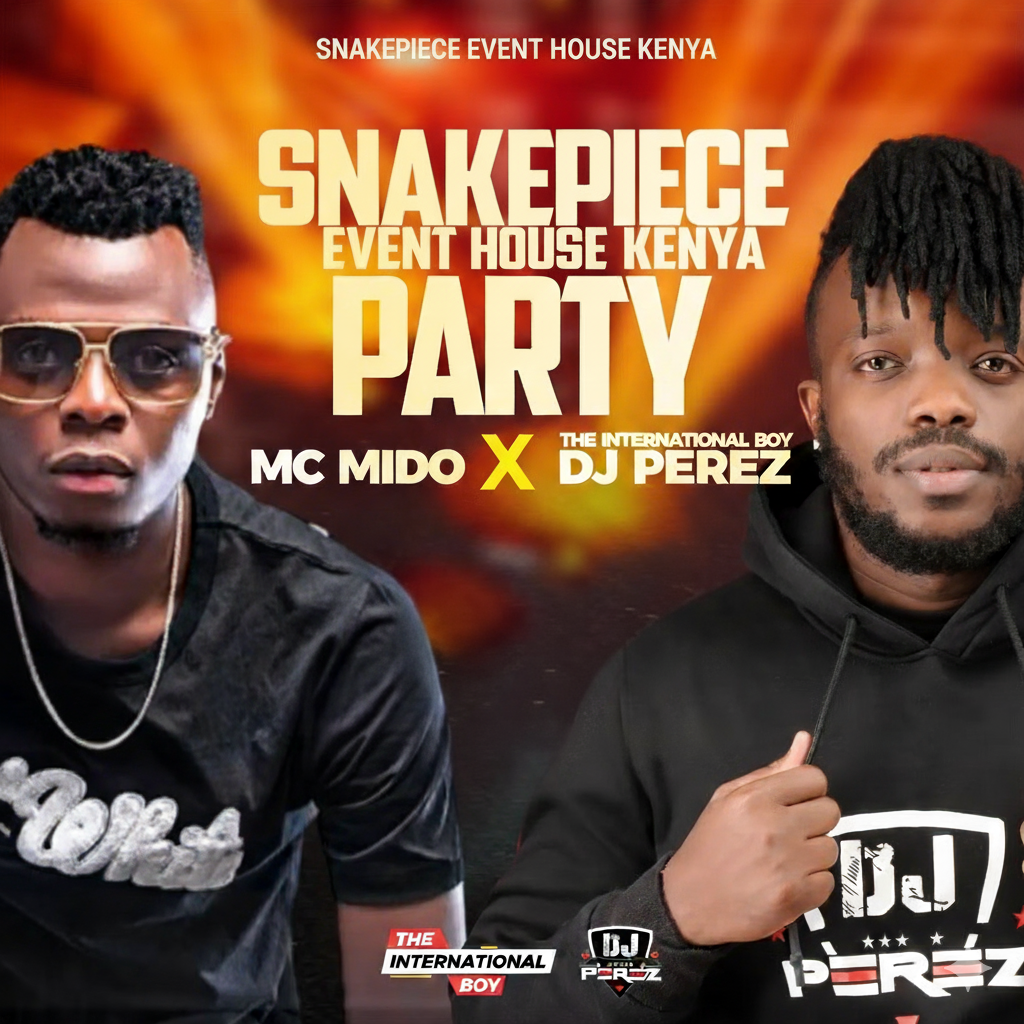 SNAKEPIECE EVENT HOUSE KENYA
SNAKEPIECE
EVENT HOUSE KENYA
PARTY
MC MIDO X THE INTERNATIONAL BOY
DJ PEREZ
DJ
PÈREZ
THE
INTERNATIONAL
BOY
DJ
PEREZ